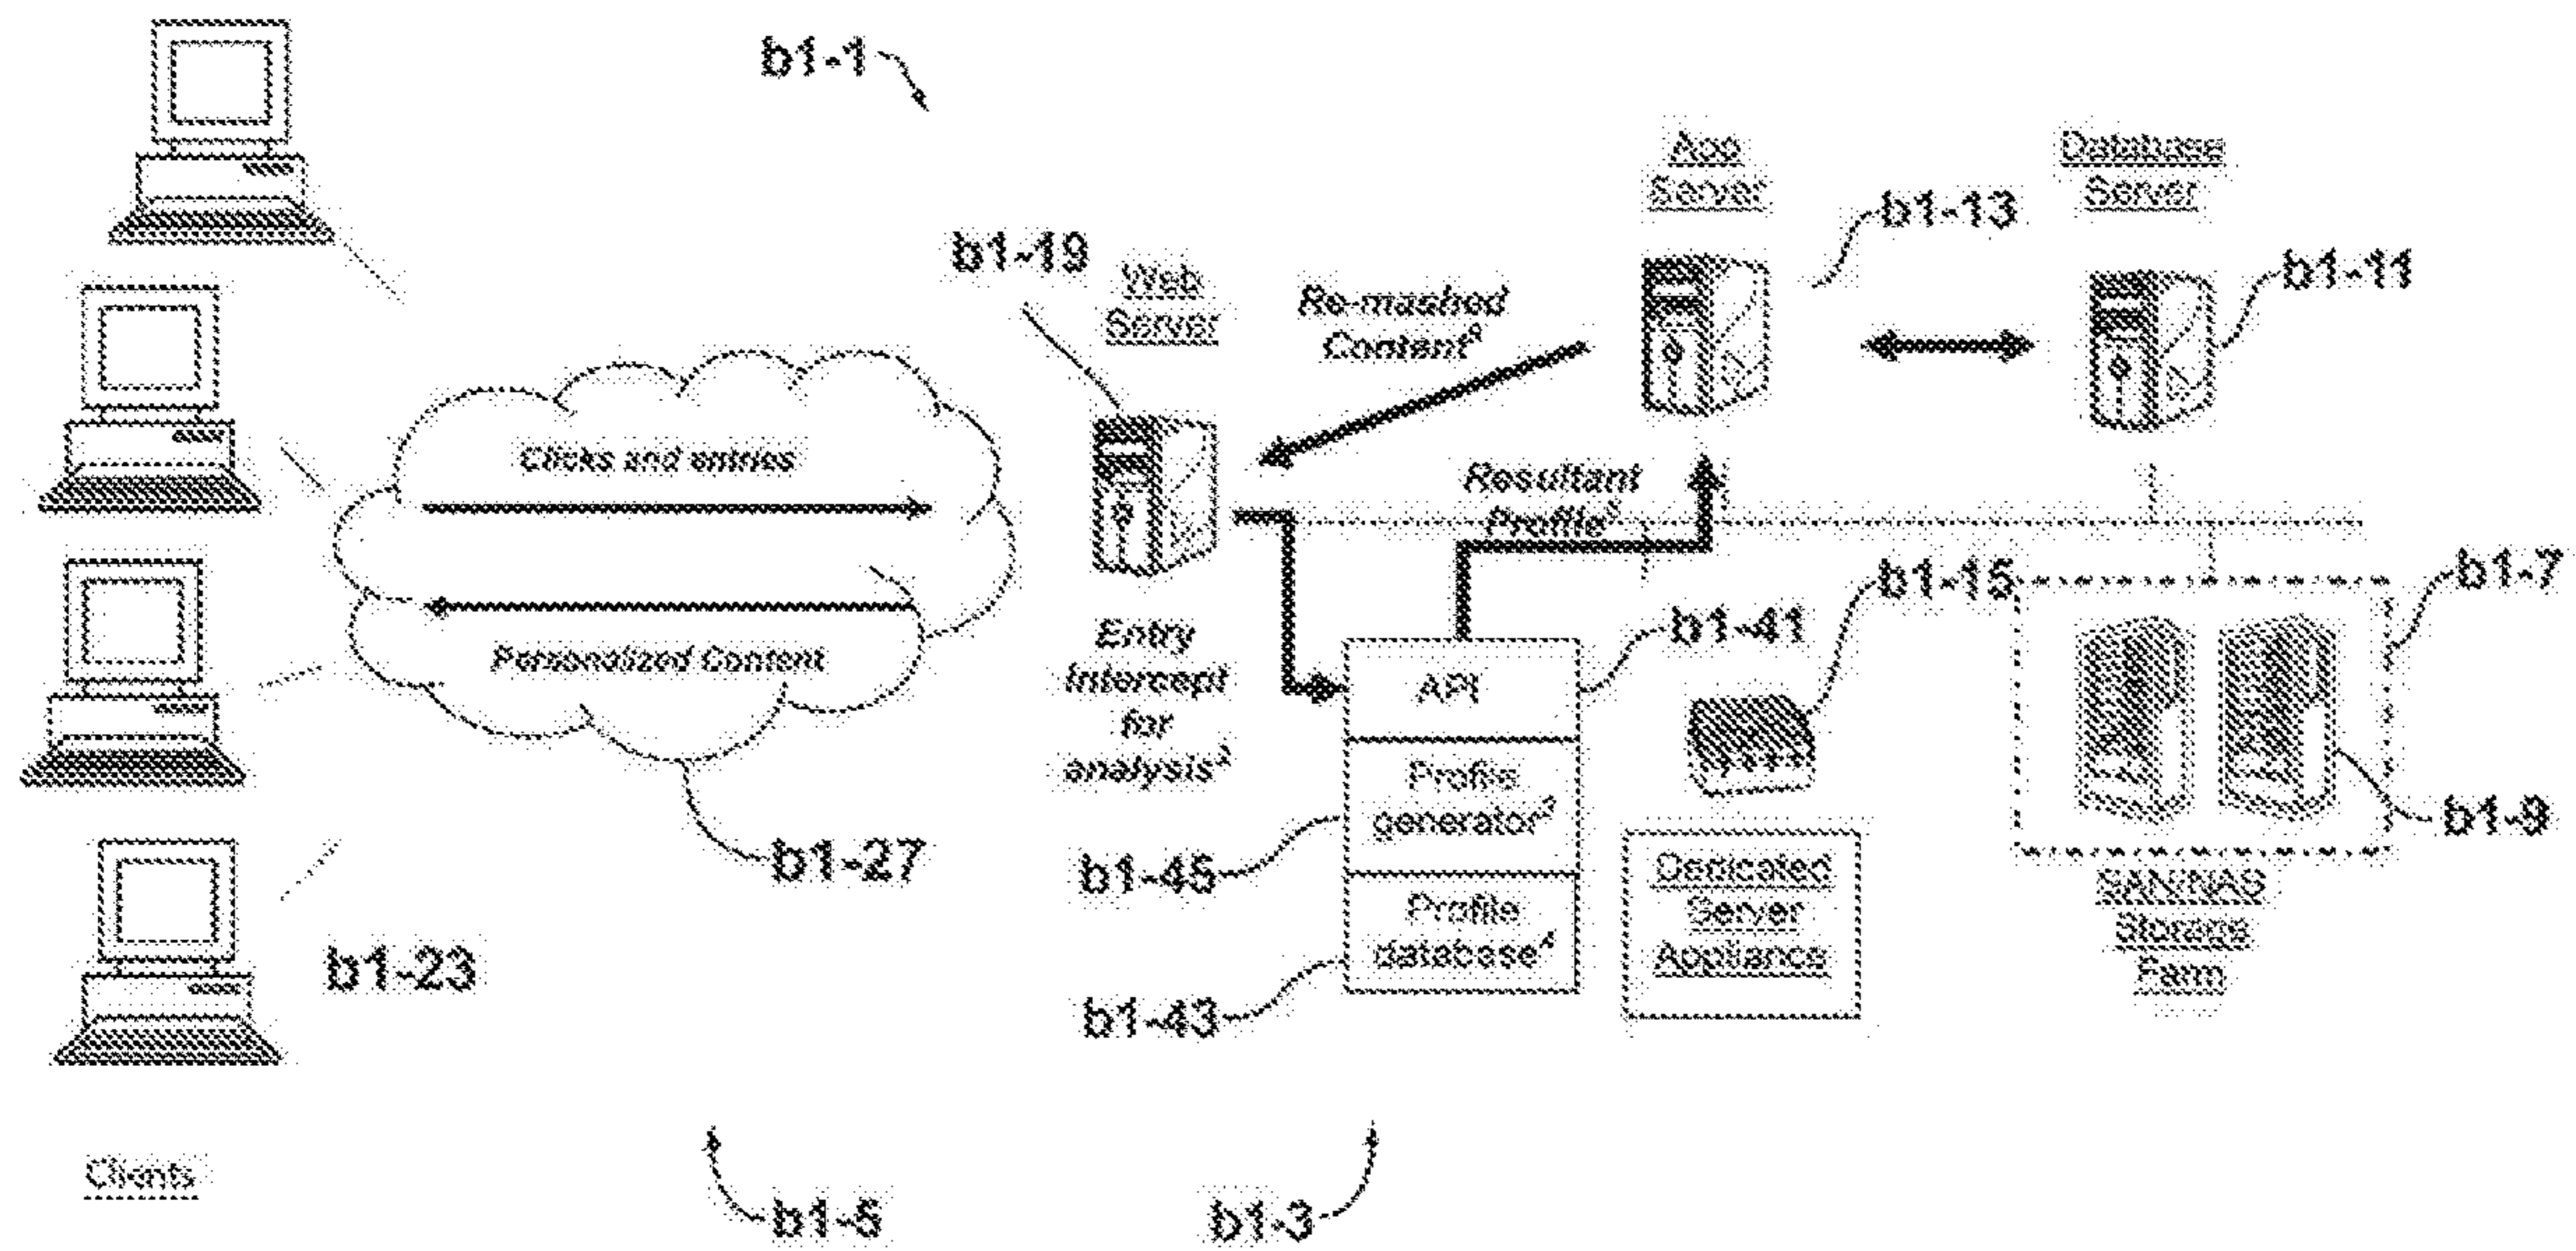 b1-1
App
Server
Database
Server
b1-13
b1-19
Web
Server
Re-mashed
Content
b1-11
Clicks and entries
Resultant
Profile
Personalized Content
Entry
Intercept
for
analysis
b1-15
b1-7
b1-41
API
Profile
generator
Profile
database
b1-27
b1-45
b1-43
b1-23
Dedicated
Server
Appliance
b1-9
SAN/NAS
Storage
Farm
Clients
b1-5
b1-3